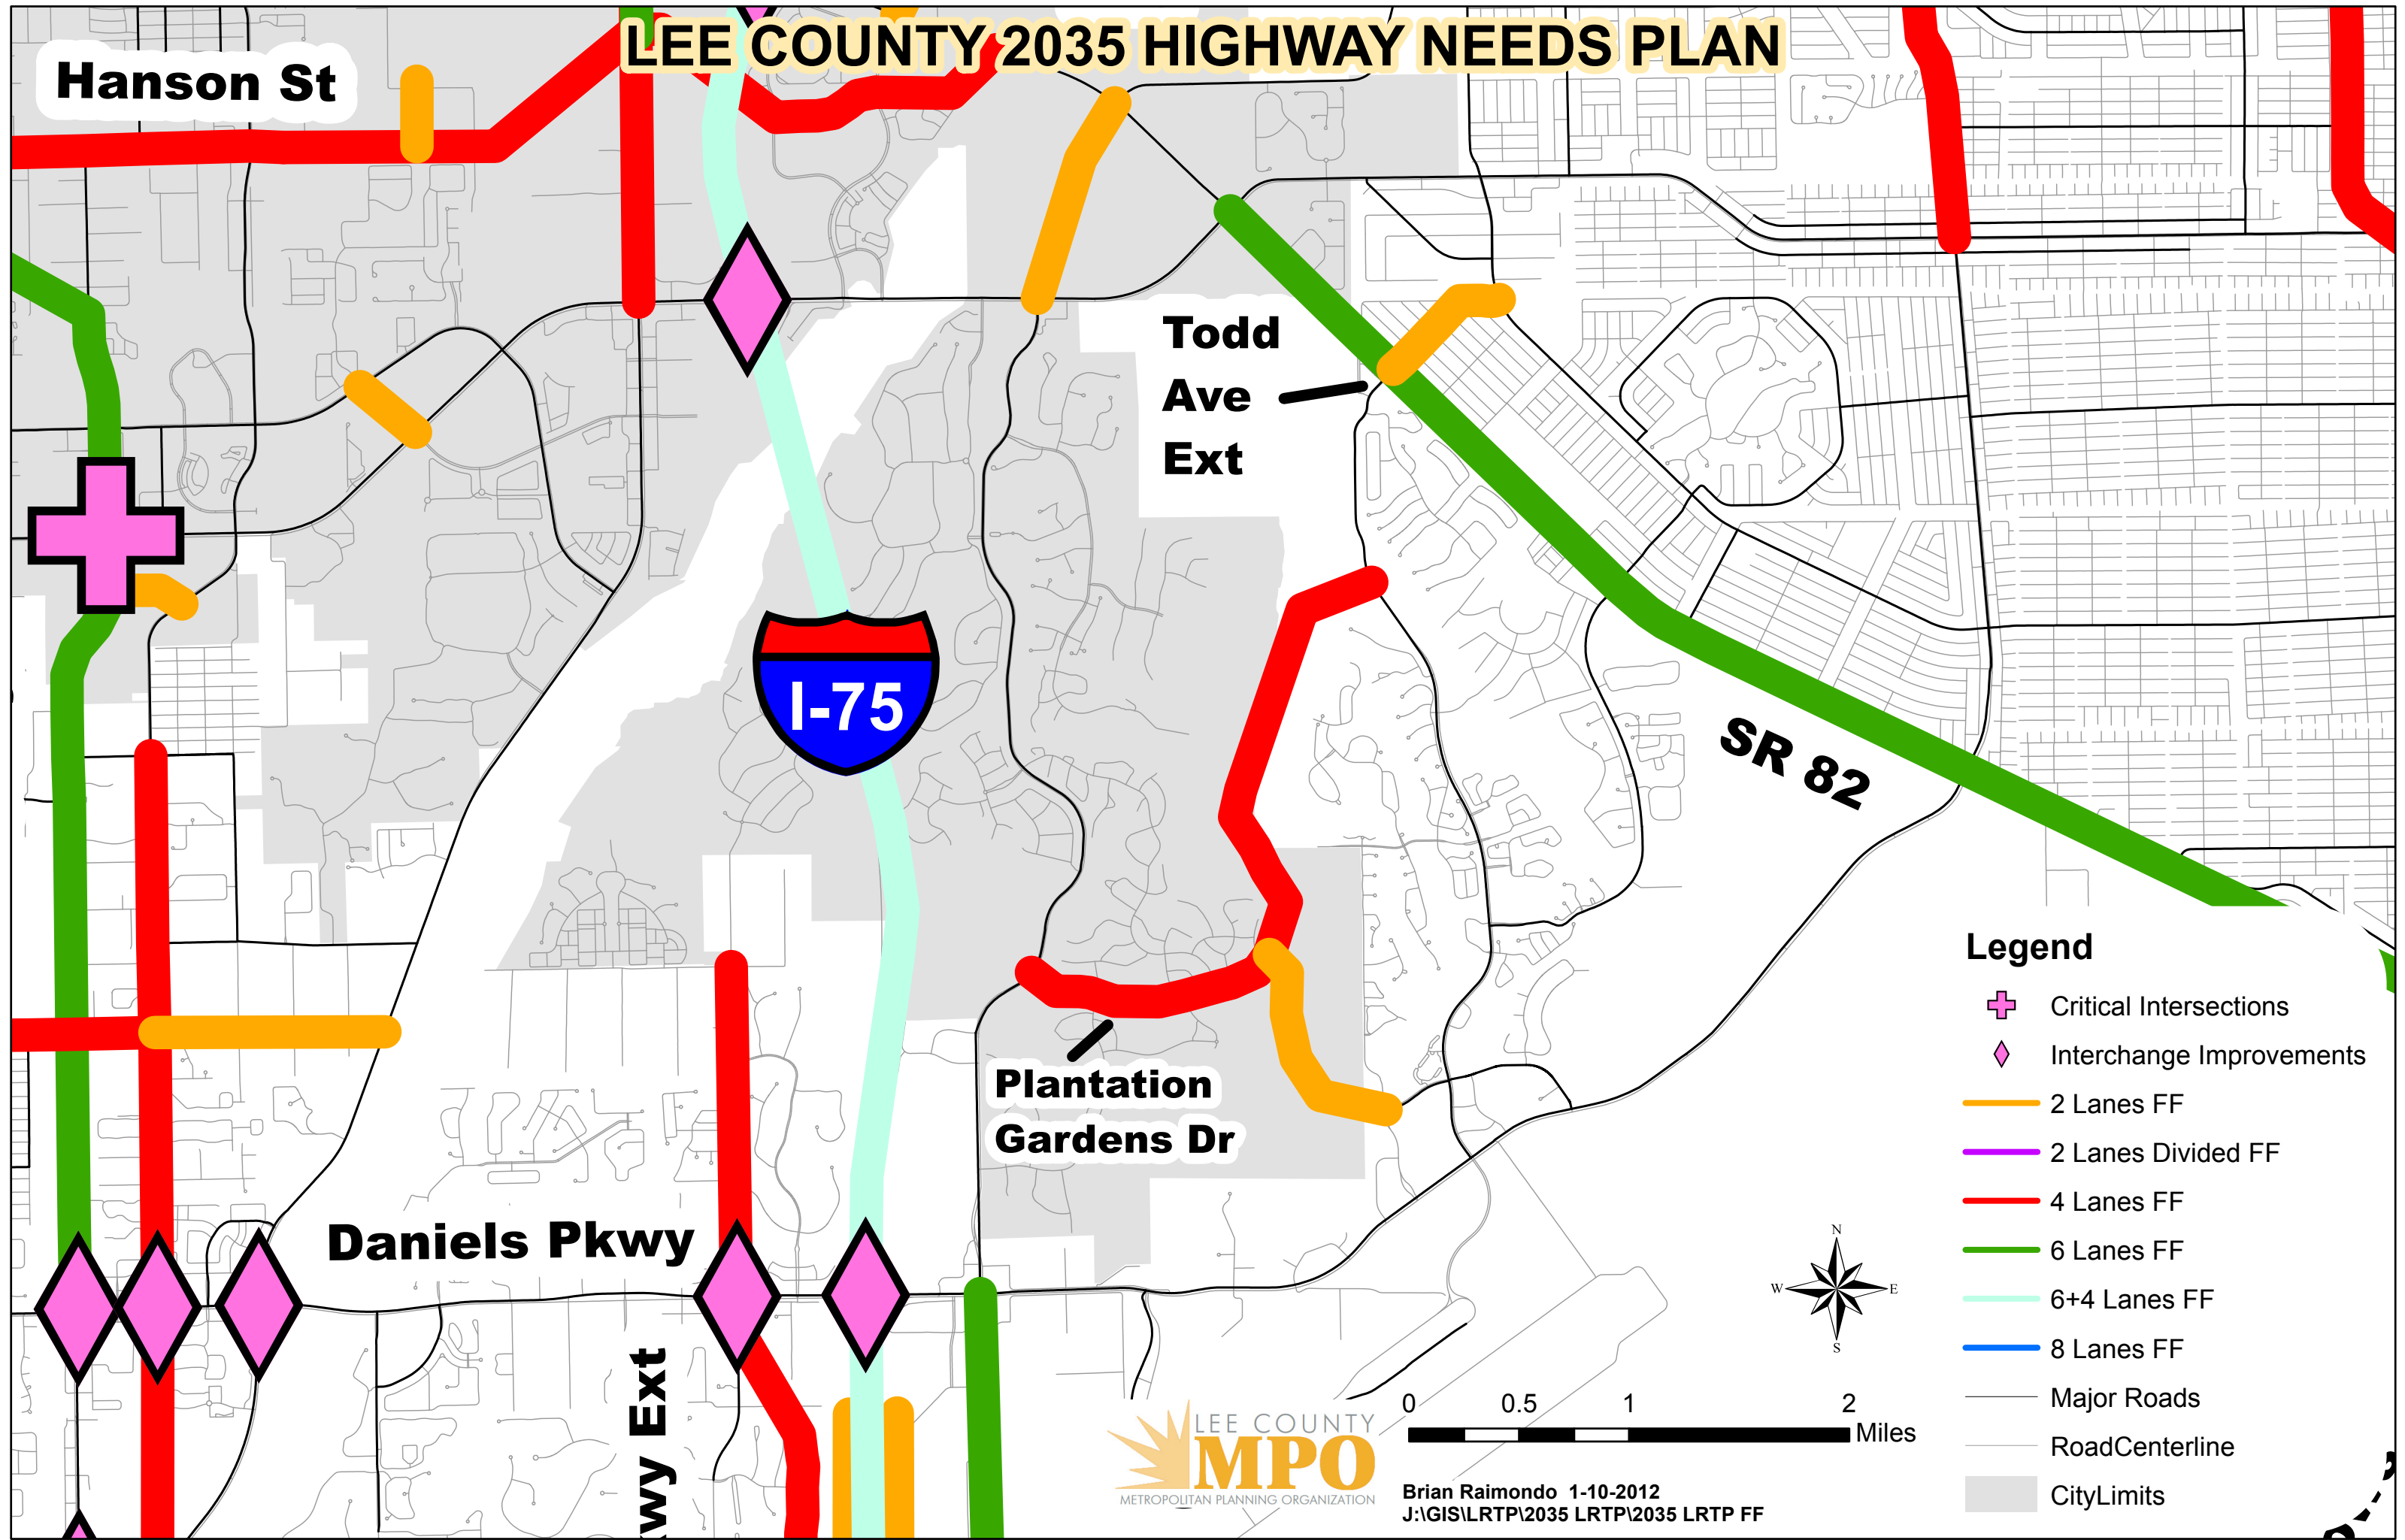 LEE COUNTY 2035 HIGHWAY NEEDS PLAN
Hanson St
Todd
Ave
Ext
I-75
SR 82
Plantation
Gardens Dr
Daniels Pkwy
wy Ext
Legend
Critical Intersections
Interchange Improvements
2 Lanes FF
2 Lanes Divided FF
4 Lanes FF
6 Lanes FF
6+4 Lanes FF
8 Lanes FF
Major Roads
RoadCenterline
CityLimits
N
W E
S
0 0.5 1 2
Miles
LEE COUNTY
MPO
METROPOLITAN PLANNING ORGANIZATION
Brian Raimondo 1-10-2012
J:\GIS\LRTP\2035 LRTP\2035 LRTP FF